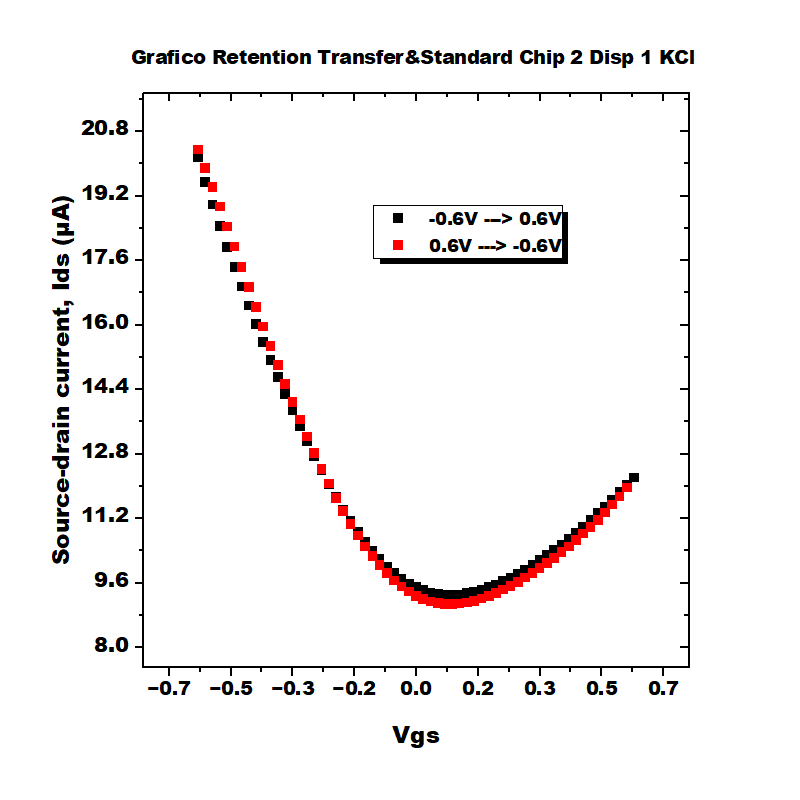 Grafico Retention Transfer&Standard Chip 2 Disp 1 KCl
20.8
19.2
17.6
16.0
14.4
12.8
11.2
9.6
8.0
Source-drain current, Ids (μA)
-0.6V ---> 0.6V
0.6V ---> -0.6V
−0.7 −0.5 −0.3 −0.2 0.0 0.2 0.3 0.5 0.7
Vgs